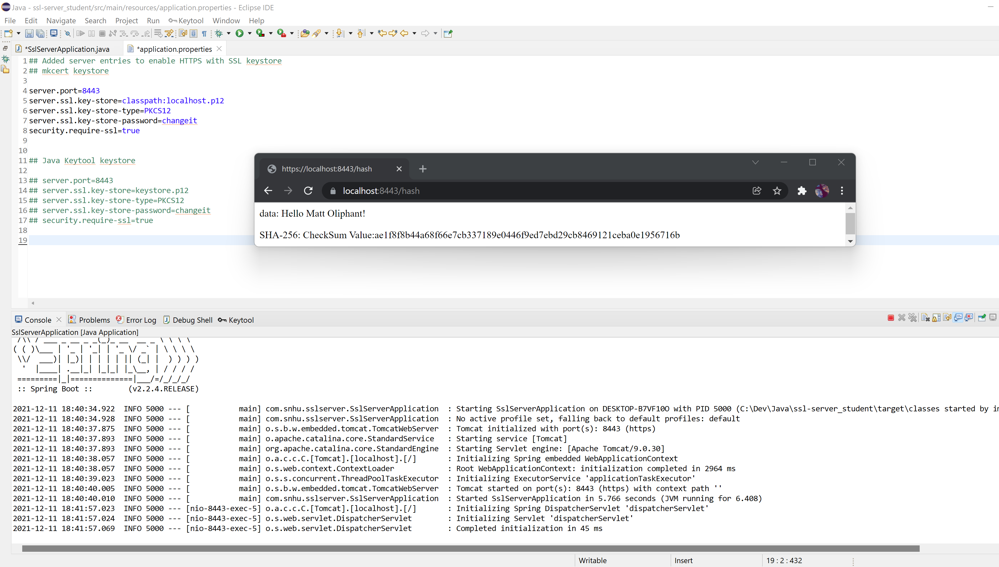 Java - ssl-server_student/src/main/resources/application.properties - Eclipse IDE
File Edit Navigate Search Project Run Keytool Window Help
*SslServerApplication.java *application.properties
1 ## Added server entries to enable HTTPS with SSL keystore
2 ## mkcert keystore
3
4 server.port=8443
5 server.ssl.key-store=classpath:localhost.p12
6 server.ssl.key-store-type=PKCS12
7 server.ssl.key-store-password=changeit
8 security.require-ssl=true
9
10
11 ## Java Keytool keystore
12
13 ## server.port=8443
14 ## server.ssl.key-store=keystore.p12
15 ## server.ssl.key-store-type=PKCS12
16 ## server.ssl.key-store-password=changeit
17 ## security.require-ssl=true
18
19
https://localhost:8443/hash
localhost:8443/hash
data: Hello Matt Oliphant!
SHA-256: CheckSum Value:ae1f8f8b44a68f66e7cb337189e0446f9ed7ebd29cb8469121ceba0e1956716b
Console Problems Error Log Debug Shell Keytool
SslServerApplication [Java Application]
:: Spring Boot :: (v2.2.4.RELEASE)
2021-12-11 18:40:34.922 INFO 5000 --- [ main] com.snhu.sslserver.SslServerApplication : Starting SslServerApplication on DESKTOP-B7VF10O with PID 5000 (C:\Dev\Java\ssl-server_student\target\classes started by
2021-12-11 18:40:34.928 INFO 5000 --- [ main] com.snhu.sslserver.SslServerApplication : No active profile set, falling back to default profiles: default
2021-12-11 18:40:37.875 INFO 5000 --- [ main] o.s.b.w.embedded.tomcat.TomcatWebServer : Tomcat initialized with port(s): 8443 (https)
2021-12-11 18:40:37.893 INFO 5000 --- [ main] o.apache.catalina.core.StandardService : Starting service [Tomcat]
2021-12-11 18:40:37.893 INFO 5000 --- [ main] org.apache.catalina.core.StandardEngine : Starting Servlet engine: [Apache Tomcat/9.0.30]
2021-12-11 18:40:38.057 INFO 5000 --- [ main] o.a.c.c.C.[Tomcat].[localhost].[/] : Initializing Spring embedded WebApplicationContext
2021-12-11 18:40:38.057 INFO 5000 --- [ main] o.s.web.context.ContextLoader : Root WebApplicationContext: initialization completed in 2964 ms
2021-12-11 18:40:39.023 INFO 5000 --- [ main] o.s.s.concurrent.ThreadPoolTaskExecutor : Initializing ExecutorService 'applicationTaskExecutor'
2021-12-11 18:40:40.005 INFO 5000 --- [ main] o.s.b.w.embedded.tomcat.TomcatWebServer : Tomcat started on port(s): 8443 (https) with context path ''
2021-12-11 18:40:40.010 INFO 5000 --- [ main] com.snhu.sslserver.SslServerApplication : Started SslServerApplication in 5.766 seconds (JVM running for 6.408)
2021-12-11 18:41:57.023 INFO 5000 --- [nio-8443-exec-5] o.a.c.c.C.[Tomcat].[localhost].[/] : Initializing Spring DispatcherServlet 'dispatcherServlet'
2021-12-11 18:41:57.024 INFO 5000 --- [nio-8443-exec-5] o.s.web.servlet.DispatcherServlet : Initializing Servlet 'dispatcherServlet'
2021-12-11 18:41:57.069 INFO 5000 --- [nio-8443-exec-5] o.s.web.servlet.DispatcherServlet : Completed initialization in 45 ms
Writable Insert 19 : 2 : 432